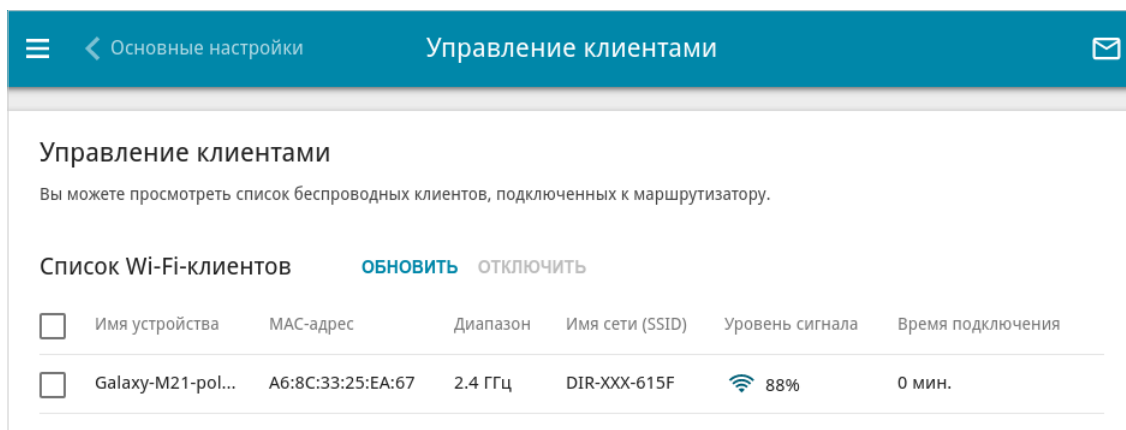 Основные настройки Управление клиентами
Управление клиентами
Вы можете просмотреть список беспроводных клиентов, подключенных к маршрутизатору.
Список Wi-Fi-клиентов ОБНОВИТЬ ОТКЛЮЧИТЬ
Имя устройства MAC-адрес Диапазон Имя сети (SSID) Уровень сигнала Время подключения
Galaxy-M21-pol... A6:8C:33:25:EA:67 2.4 ГГц DIR-XXX-615F 88% 0 мин.